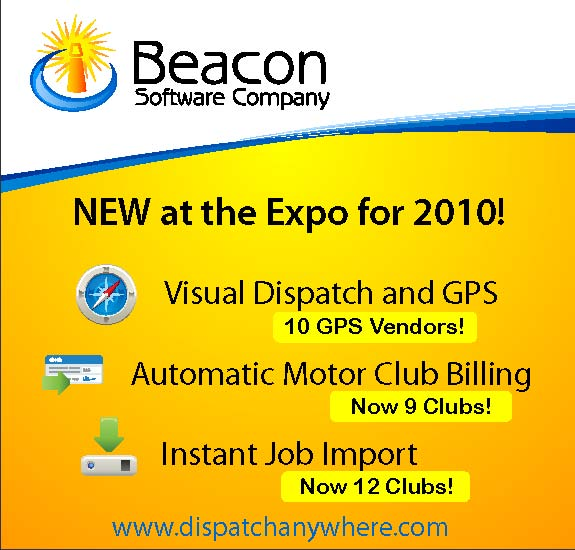 Beacon
Software Company
NEW at the Expo for 2010!
Visual Dispatch and GPS
10 GPS Vendors!
Automatic Motor Club Billing
Now 9 Clubs!
Instant Job Import
Now 12 Clubs!
www.dispatchanywhere.com